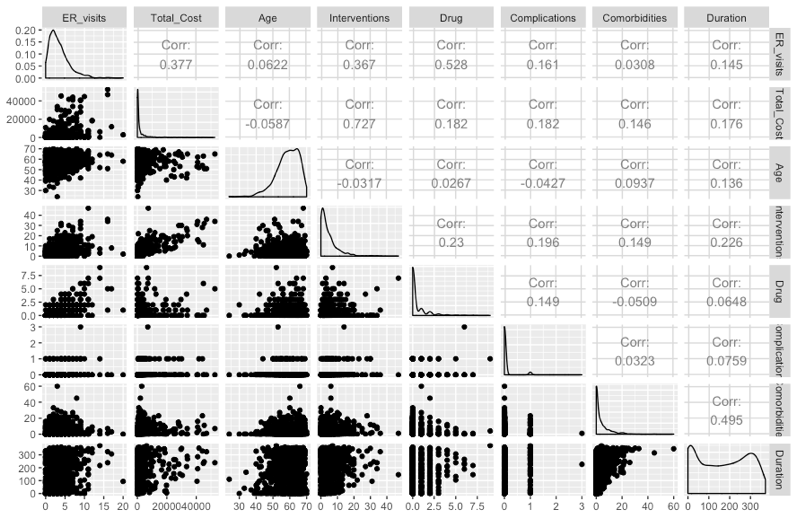 ER_visits Total_Cost Age Interventions Drug Complications Comorbidities Duration
0.20
0.15
0.10
0.05
0.00
Corr:
0.377
Corr:
0.0622
Corr:
0.367
Corr:
0.528
Corr:
0.161
Corr:
0.0308
Corr:
0.145
ER_visits
40000
20000
0
Corr:
-0.0587
Corr:
0.727
Corr:
0.182
Corr:
0.182
Corr:
0.146
Corr:
0.176
Total_Cost
70
60
50
40
30
Corr:
-0.0317
Corr:
0.0267
Corr:
-0.0427
Corr:
0.0937
Corr:
0.136
Age
40
30
20
10
0
Corr:
0.23
Corr:
0.196
Corr:
0.149
Corr:
0.226
ntervention
7.5
5.0
2.5
0.0
Corr:
0.149
Corr:
-0.0509
Corr:
0.0648
Drug
3
2
1
0
Corr:
0.0323
Corr:
0.0759
omplication
60
40
20
0
Corr:
0.495
omorbiditie
300
200
100
0
Duration
0 5 10 15 20 0 20000 40000 30 40 50 60 70 0 10 20 30 40 0.0 2.5 5.0 7.5 0 1 2 3 0 20 40 60 0 100 200 300